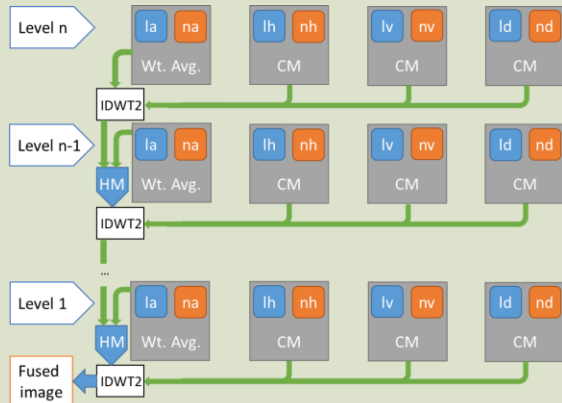 Level n
la na lh nh lv nv ld nd
Wt. Avg. CM CM CM
IDWT2
Level n-1
la na lh nh lv nv ld nd
HM Wt. Avg. CM CM CM
IDWT2
...
Level 1
la na lh nh lv nv ld nd
HM Wt. Avg. CM CM CM
Fused
image
IDWT2